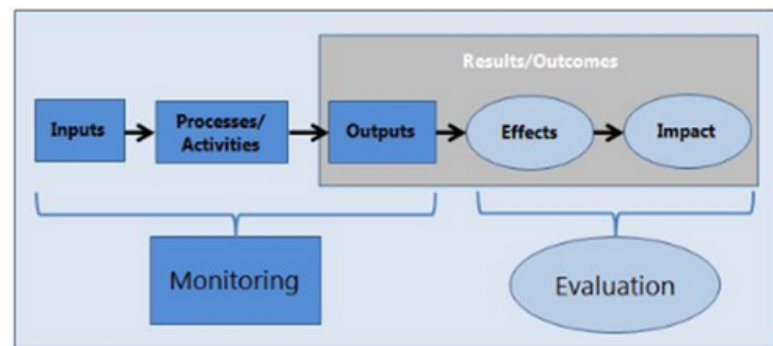 Results/Outcomes
Inputs
Processes/
Activities
Outputs
Effects
Impact
Monitoring
Evaluation